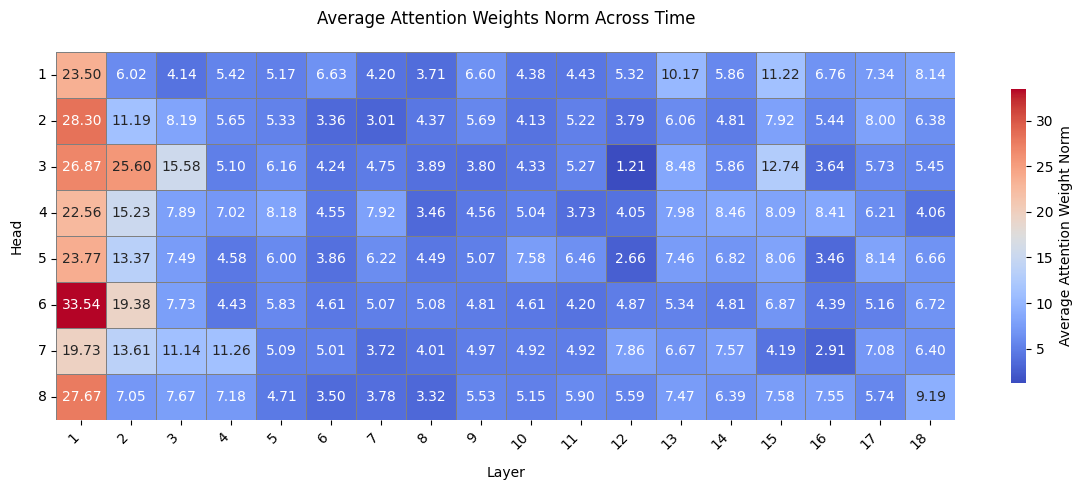 Average Attention Weights Norm Across Time
1 23.50 6.02 4.14 5.42 5.17 6.63 4.20 3.71 6.60 4.38 4.43 5.32 10.17 5.86 11.22 6.76 7.34 8.14
2 28.30 11.19 8.19 5.65 5.33 3.36 3.01 4.37 5.69 4.13 5.22 3.79 6.06 4.81 7.92 5.44 8.00 6.38
3 26.87 25.60 15.58 5.10 6.16 4.24 4.75 3.89 3.80 4.33 5.27 1.21 8.48 5.86 12.74 3.64 5.73 5.45
4 22.56 15.23 7.89 7.02 8.18 4.55 7.92 3.46 4.56 5.04 3.73 4.05 7.98 8.46 8.09 8.41 6.21 4.06
5 23.77 13.37 7.49 4.58 6.00 3.86 6.22 4.49 5.07 7.58 6.46 2.66 7.46 6.82 8.06 3.46 8.14 6.66
6 33.54 19.38 7.73 4.43 5.83 4.61 5.07 5.08 4.81 4.61 4.20 4.87 5.34 4.81 6.87 4.39 5.16 6.72
7 19.73 13.61 11.14 11.26 5.09 5.01 3.72 4.01 4.97 4.92 4.92 7.86 6.67 7.57 4.19 2.91 7.08 6.40
8 27.67 7.05 7.67 7.18 4.71 3.50 3.78 3.32 5.53 5.15 5.90 5.59 7.47 6.39 7.58 7.55 5.74 9.19
1 2 3 4 5 6 7 8 9 10 11 12 13 14 15 16 17 18
Layer
Head
30
25
20
15
10
5
Average Attention Weight Norm